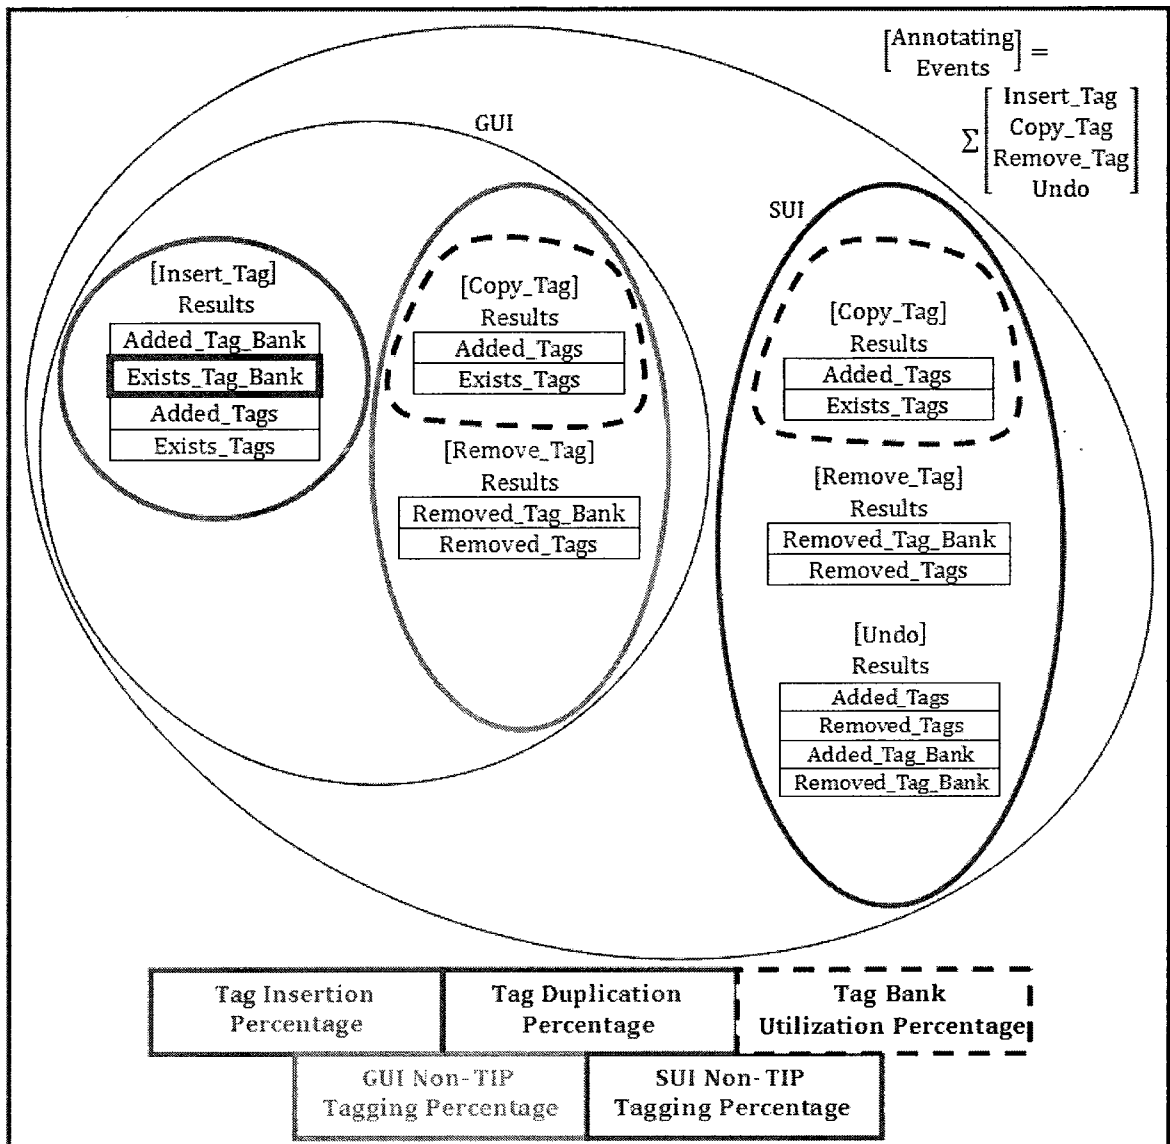 [Annotating
Events] =
Σ[Insert_Tag
Copy_Tag
Remove_Tag
Undo]
GUI
SUI
[Insert_Tag]
Results
Added_Tag_Bank
Exists_Tag_Bank
Added_Tags
Exists_Tags
[Copy_Tag]
Results
Added_Tags
Exists_Tags
[Remove_Tag]
Results
Removed_Tag_Bank
Removed_Tags
[Copy_Tag]
Results
Added_Tags
Exists_Tags
[Remove_Tag]
Results
Removed_Tag_Bank
Removed_Tags
[Undo]
Results
Added_Tags
Removed_Tags
Added_Tag_Bank
Removed_Tag_Bank
Tag Insertion
Percentage
Tag Duplication
Percentage
Tag Bank
Utilization Percentage
GUI Non-TIP
Tagging Percentage
SUI Non-TIP
Tagging Percentage